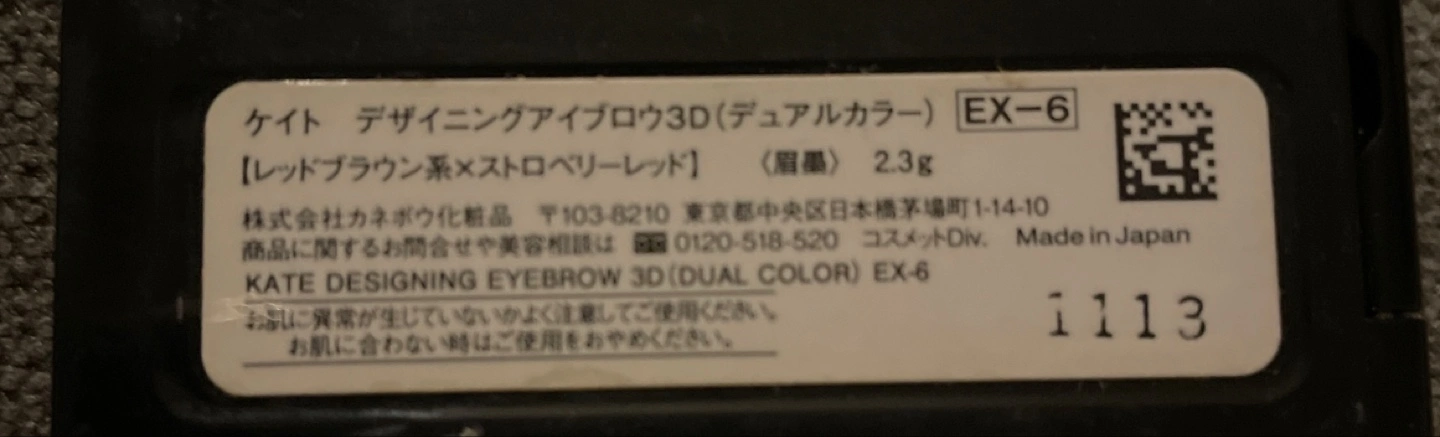 ケイト　デザイニングアイブロウ3D（デュアルカラー） EX-6
【レッドブラウン系×ストロベリーレッド】　〈眉墨〉　2.3g
株式会社カネボウ化粧品　〒103-8210 東京都中央区日本橋茅場町1-14-10
商品に関するお問合せや美容相談は 0120-518-520　コスメットDiv.　Made in Japan
KATE DESIGNING EYEBROW 3D（DUAL COLOR）EX-6
お肌に異常が生じていないかよく注意してご使用ください。
お肌に合わない時はご使用をおやめください。
1113